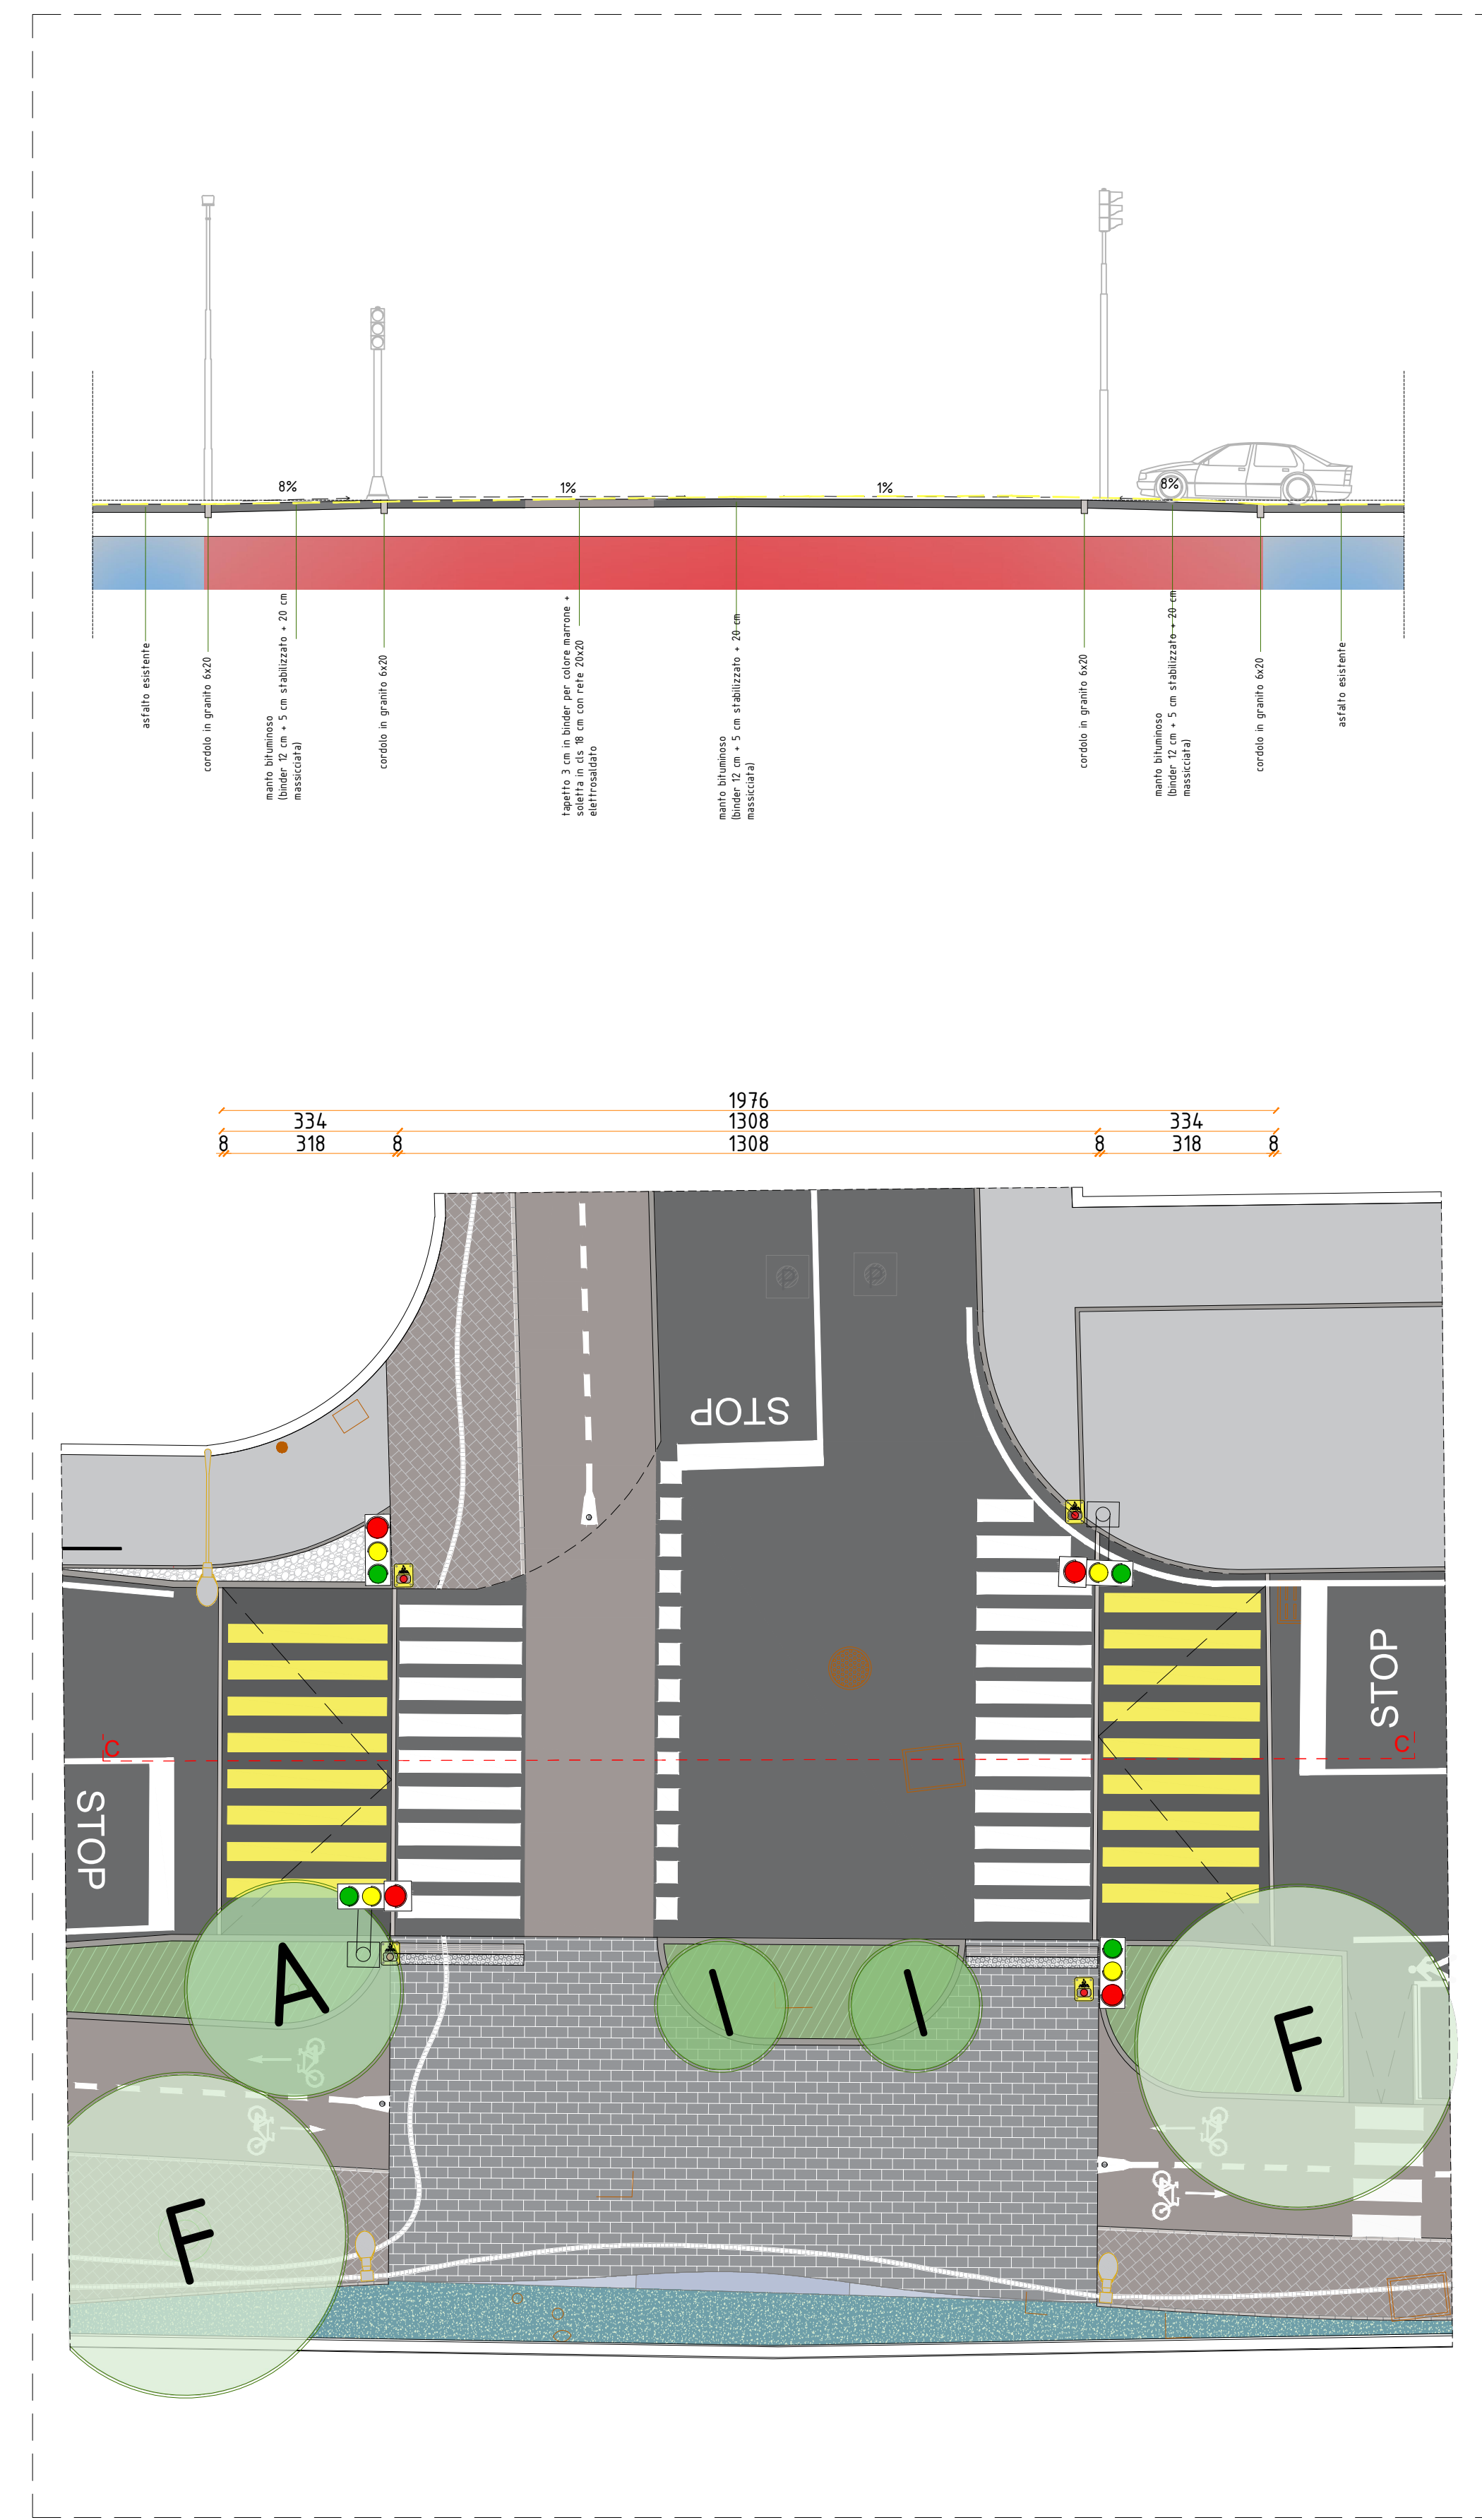 8%
1%
1%
8%
asfalto esistente
cordolo in granito 6x20
manto bituminoso
(binder 12 cm + 5 cm stabilizzato + 20 cm
massicciata)
cordolo in granito 6x20
tapetto 3 cm in binder per colore marrone +
soletta in cls 18 cm con rete 20x20
elettrosaldato
manto bituminoso
(binder 12 cm + 5 cm stabilizzato + 20 cm
massicciata)
cordolo in granito 6x20
manto bituminoso
(binder 12 cm + 5 cm stabilizzato + 20 cm
massicciata)
cordolo in granito 6x20
asfalto esistente
1976
334 1308 334
8 318 8 1308 8 318 8
P P
STOP
STOP
C C'
STOP
A I I F
F